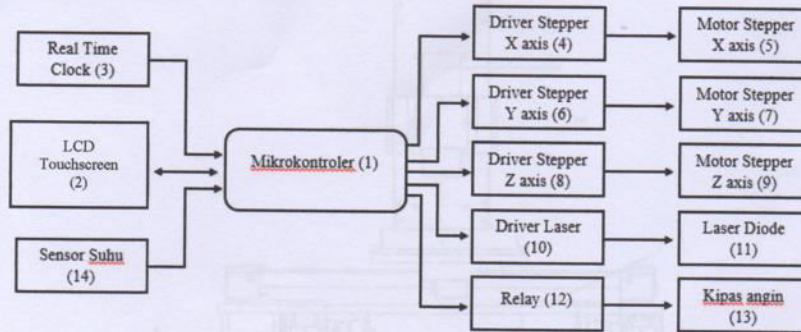 Real Time
Clock (3)
LCD
Touchscreen
(2)
Sensor Suhu
(14)
Mikrokontroler (1)
Driver Stepper
X axis (4)
Motor Stepper
X axis (5)
Driver Stepper
Y axis (6)
Motor Stepper
Y axis (7)
Driver Stepper
Z axis (8)
Motor Stepper
Z axis (9)
Driver Laser
(10)
Laser Diode
(11)
Relay (12)
Kipas angin
(13)